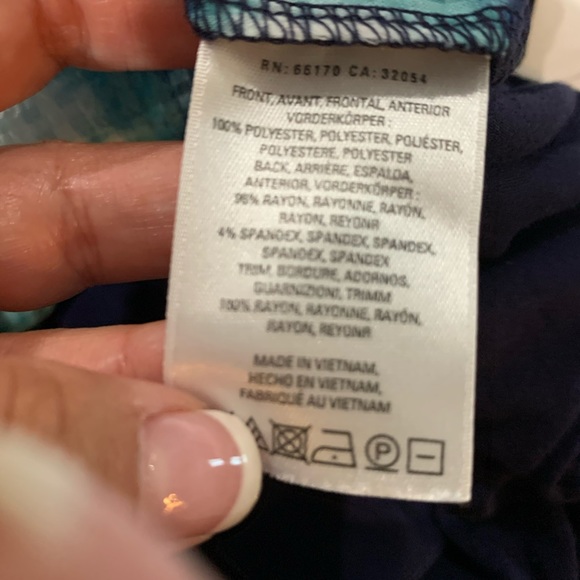 RN: 66170 CA: 32054
FRONT, AVANT, FRONTAL, ANTERIOR
VORDERKÖRPER :
100% POLYESTER, POLYESTER, POLIÉSTER,
POLYESTERE, POLYESTER
BACK, ARRIÈRE, ESPALDA,
ANTERIOR, VORDERKÖRPER :
96% RAYON, RAYONNE, RAYÓN,
RAYON, REYONR
4% SPANDEX, SPANDEX, SPANDEX,
SPANDEX, SPANDEX
TRIM, BORDURE, ADORNOS,
GUARNIZIONI, TRIMM
100% RAYON, RAYONNE, RAYÓN,
RAYON, REYONR
MADE IN VIETNAM,
HECHO EN VIETNAM,
FABRIQUÉ AU VIETNAM
P